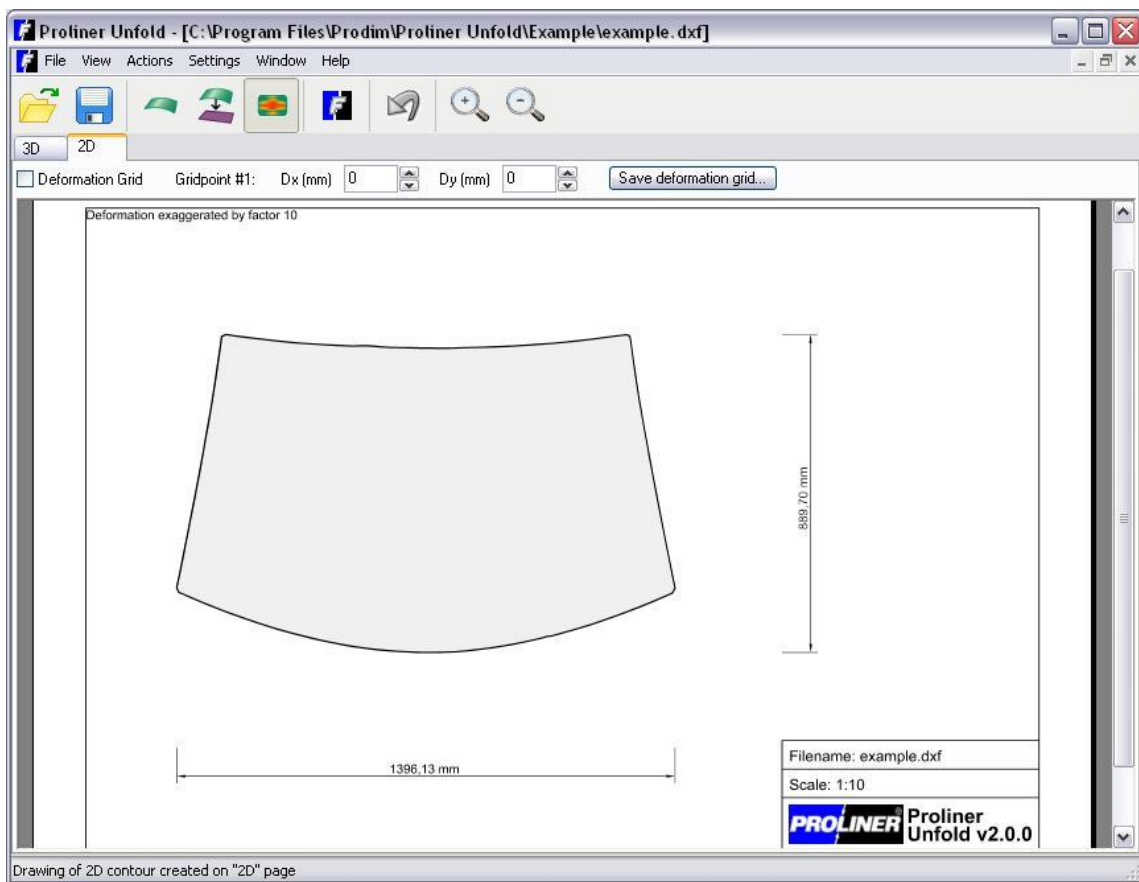 Proliner Unfold - [C:\Program Files\Prodim\Proliner Unfold\Example\example.dxf]
File View Actions Settings Window Help
3D 2D
Deformation Grid Gridpoint #1: Dx (mm) 0 Dy (mm) 0 Save deformation grid...
Deformation exaggerated by factor 10
889,70 mm
1396,13 mm
Filename: example.dxf
Scale: 1:10
PROLINER® Proliner
Unfold v2.0.0
Drawing of 2D contour created on "2D" page